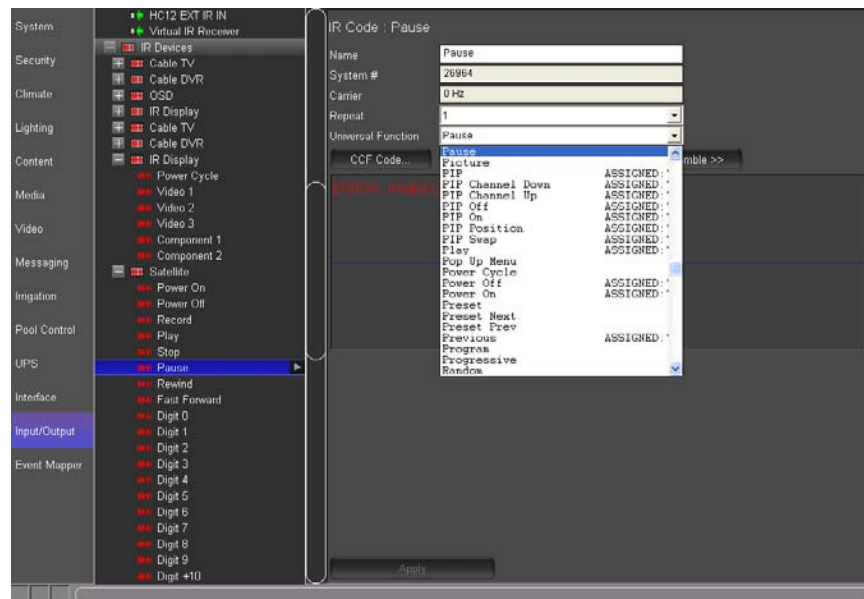 System
Security
Climate
Lighting
Content
Media
Video
Messaging
Irrigation
Pool Control
UPS
Interface
Input/Output
Event Mapper
HC12 EXT IR IN
Virtual IR Receiver
IR Devices
Cable TV
Cable DVR
OSD
IR Display
Cable TV
Cable DVR
IR Display
Power Cycle
Video 1
Video 2
Video 3
Component 1
Component 2
Satellite
Power On
Power Off
Record
Play
Stop
Pause
Rewind
Fast Forward
Digit 0
Digit 1
Digit 2
Digit 3
Digit 4
Digit 5
Digit 6
Digit 7
Digit 8
Digit 9
Digit +10
IR Code : Pause
Name Pause
System # 26964
Carrier 0 Hz
Repeat 1
Universal Function Pause
CCF Code... mble >>
Pause
Picture
PIP ASSIGNED:'
PIP Channel Down ASSIGNED:'
PIP Channel Up ASSIGNED:'
PIP Off ASSIGNED:'
PIP On ASSIGNED:'
PIP Position ASSIGNED:'
PIP Swap ASSIGNED:'
Play ASSIGNED:'
Pop Up Menu
Power Cycle
Power Off ASSIGNED:'
Power On ASSIGNED:'
Preset
Preset Next
Preset Prev
Previous ASSIGNED:'
Program
Progressive
Random
Apply